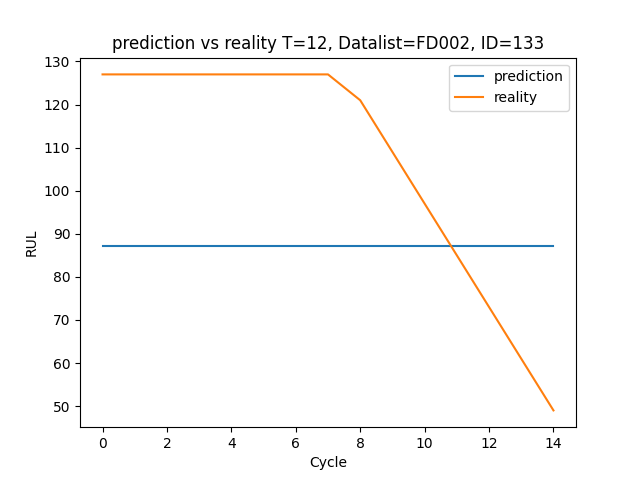 prediction vs reality T=12, Datalist=FD002, ID=133
prediction
reality
RUL
130
120
110
100
90
80
70
60
50
0 2 4 6 8 10 12 14
Cycle